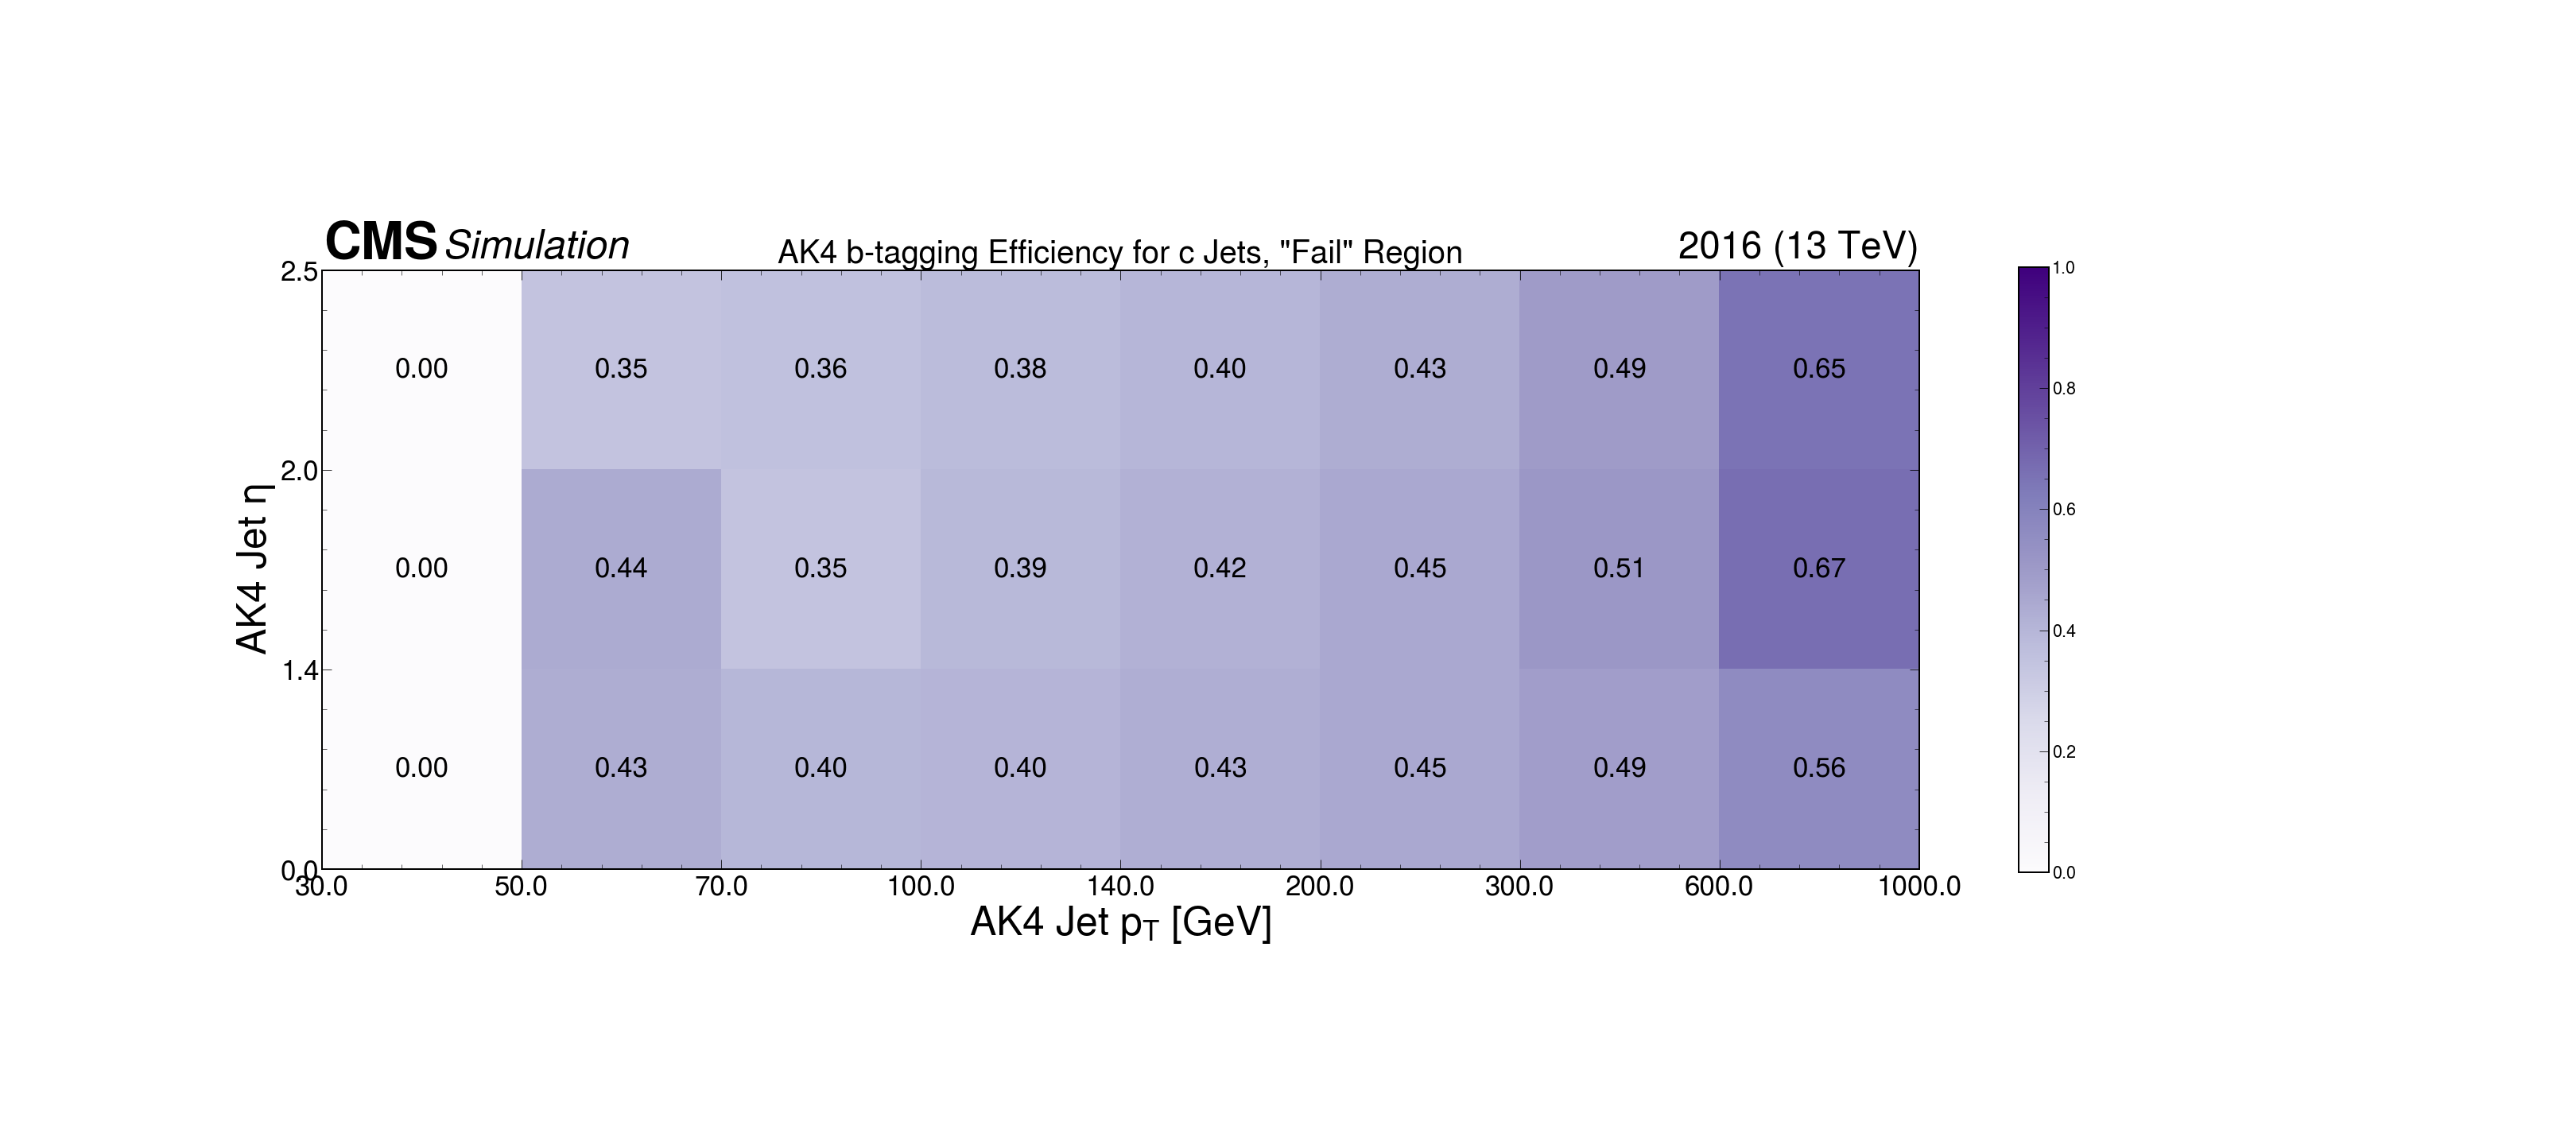 CMS Simulation
AK4 b-tagging Efficiency for c Jets, "Fail" Region
2016 (13 TeV)
2.5
2.0
1.4
0.0
AK4 Jet η
0.00 0.35 0.36 0.38 0.40 0.43 0.49 0.65
0.00 0.44 0.35 0.39 0.42 0.45 0.51 0.67
0.00 0.43 0.40 0.40 0.43 0.45 0.49 0.56
30.0 50.0 70.0 100.0 140.0 200.0 300.0 600.0 1000.0
AK4 Jet pT [GeV]
1.0
0.8
0.6
0.4
0.2
0.0